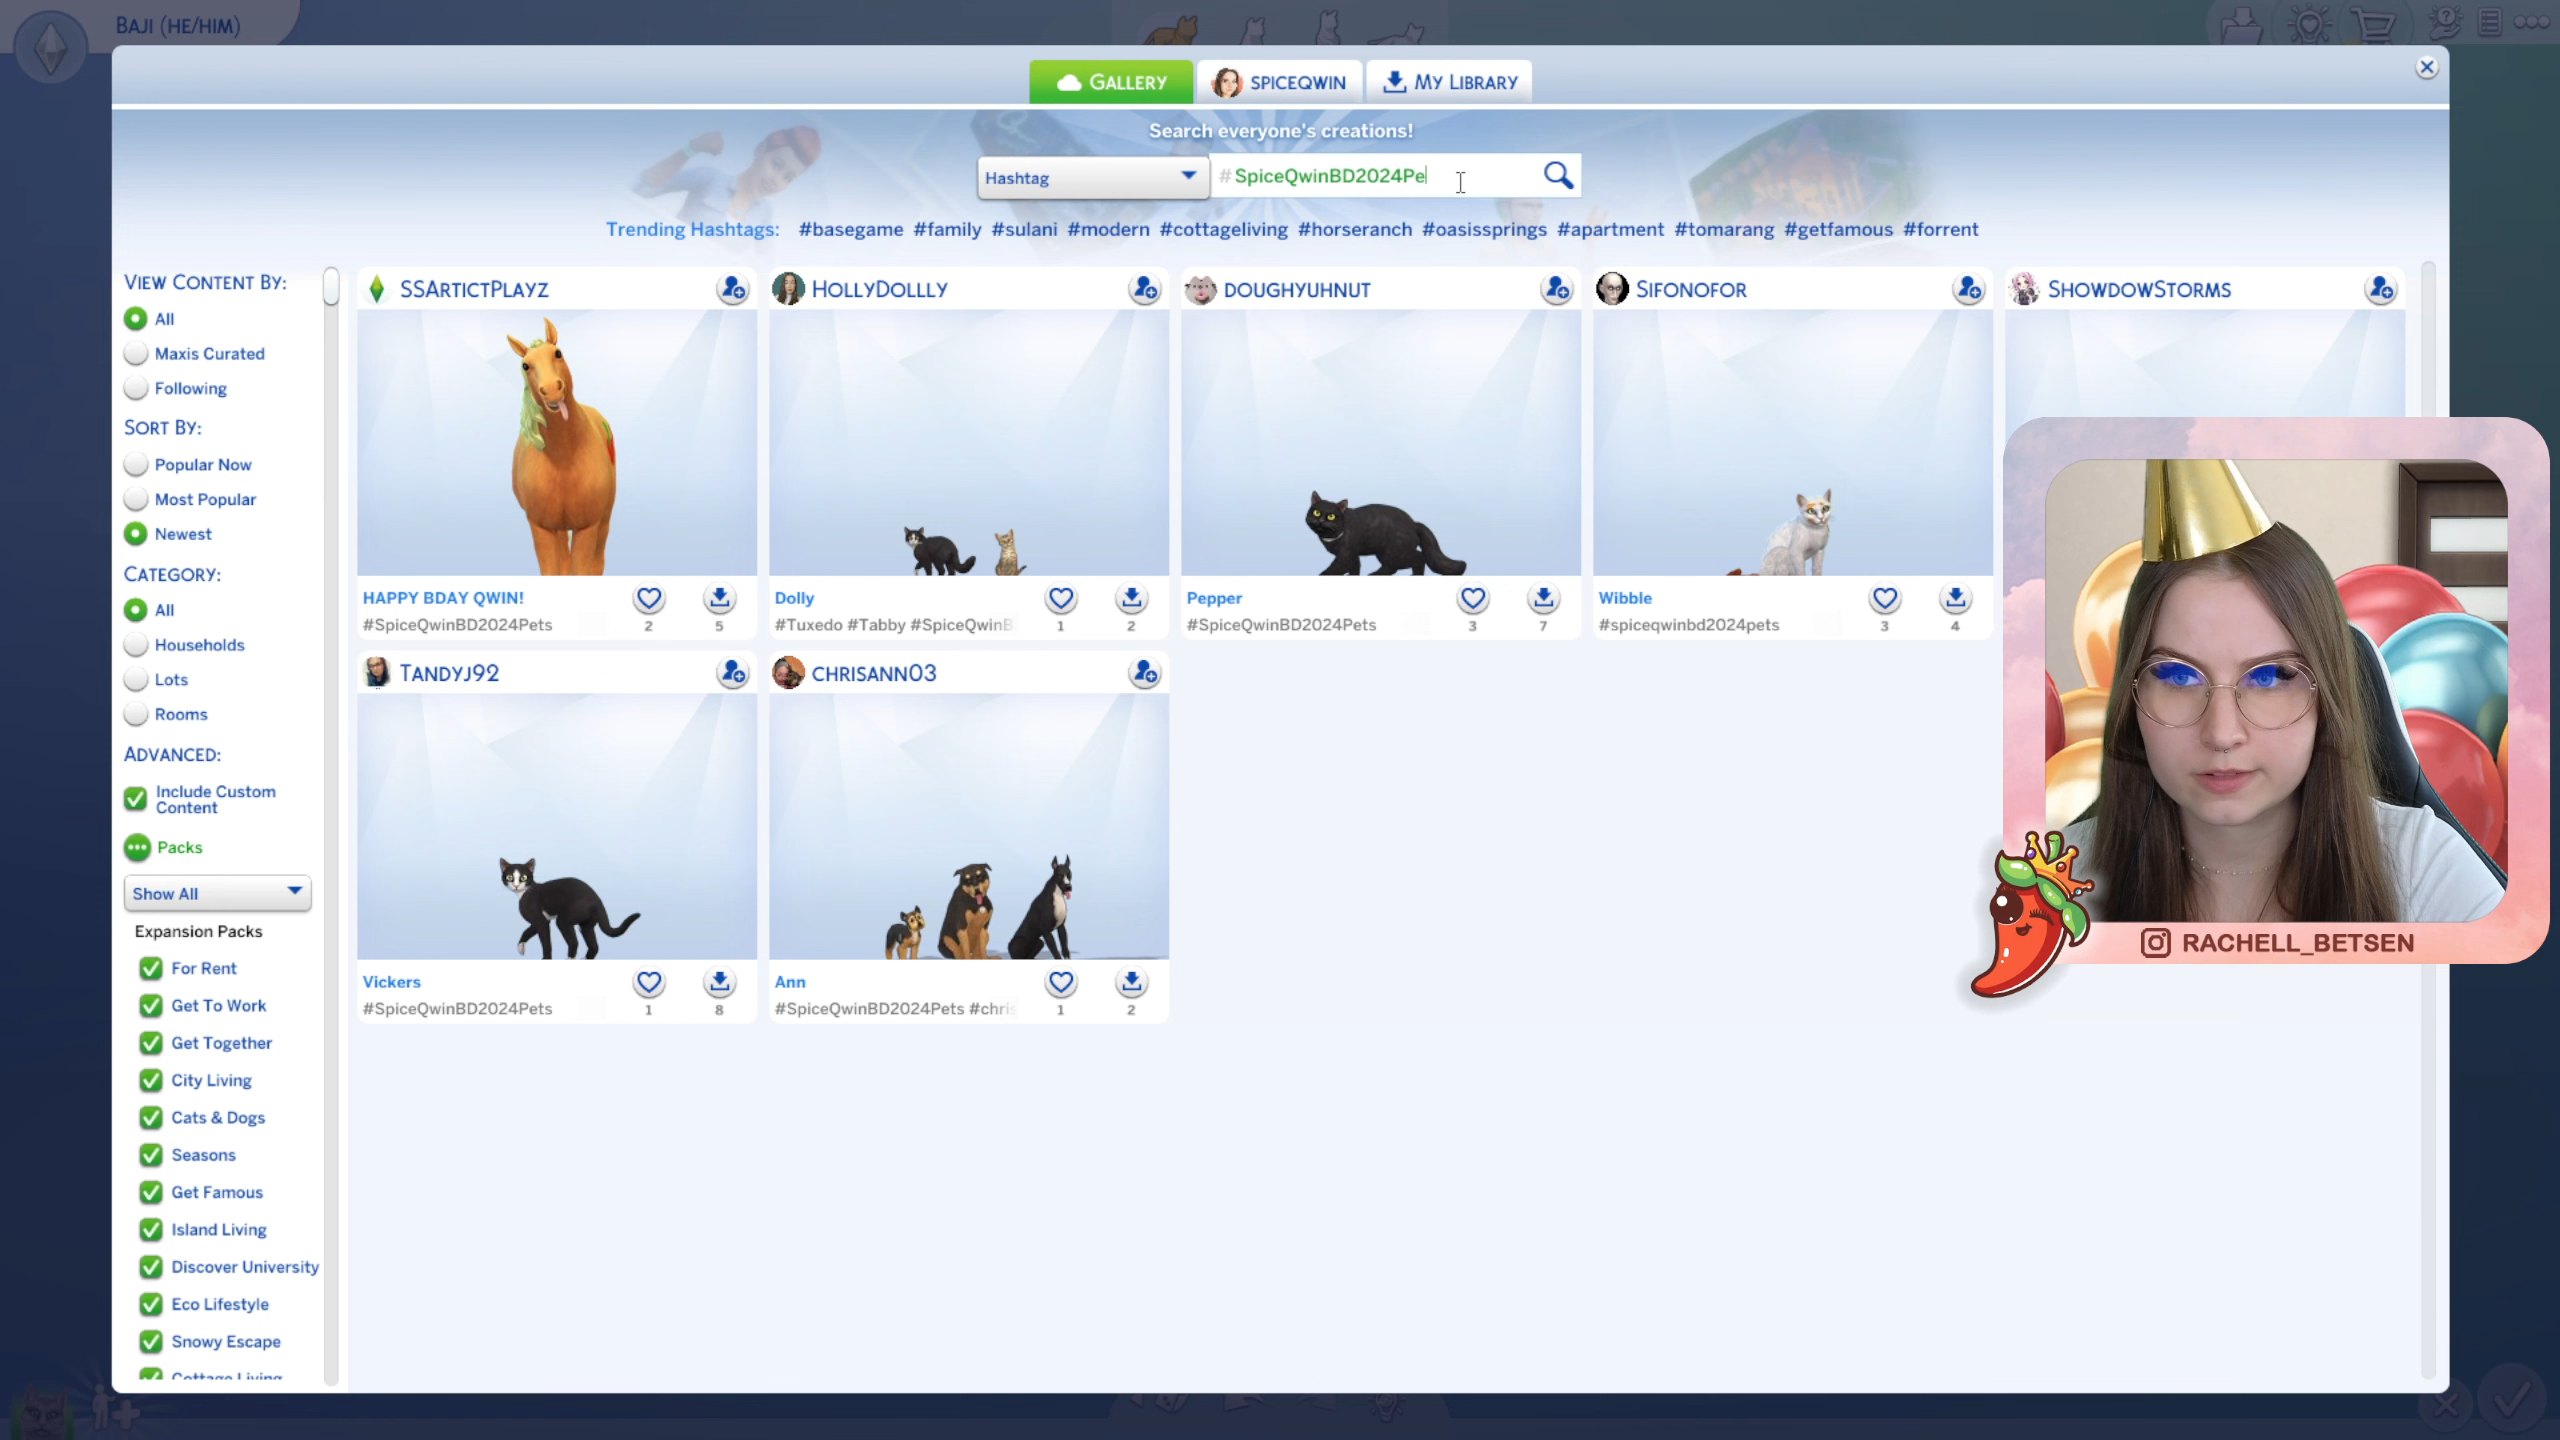 BAJI (HE/HIM)
GALLERY
SPICEQWIN
MY LIBRARY
Search everyone's creations!
Hashtag
# SpiceQwinBD2024Pe
Trending Hashtags: #basegame #family #sulani #modern #cottageliving #horseranch #oasissprings #apartment #tomarang #getfamous #forrent
VIEW CONTENT BY:
All
Maxis Curated
Following
SORT BY:
Popular Now
Most Popular
Newest
CATEGORY:
All
Households
Lots
Rooms
ADVANCED:
Include Custom
Content
Packs
Show All
Expansion Packs
For Rent
Get To Work
Get Together
City Living
Cats & Dogs
Seasons
Get Famous
Island Living
Discover University
Eco Lifestyle
Snowy Escape
Cottage Living
SSARTICTPLAYZ
HAPPY BDAY QWIN!
#SpiceQwinBD2024Pets
2
5
HOLLYDOLLLY
Dolly
#Tuxedo #Tabby #SpiceQwinB
1
2
DOUGHYUHNUT
Pepper
#SpiceQwinBD2024Pets
3
7
SIFONOFOR
Wibble
#spiceqwinbd2024pets
3
4
SHOWDOWSTORMS
TANDYJ92
Vickers
#SpiceQwinBD2024Pets
1
8
CHRISANN03
Ann
#SpiceQwinBD2024Pets #chris
1
2
RACHELL_BETSEN